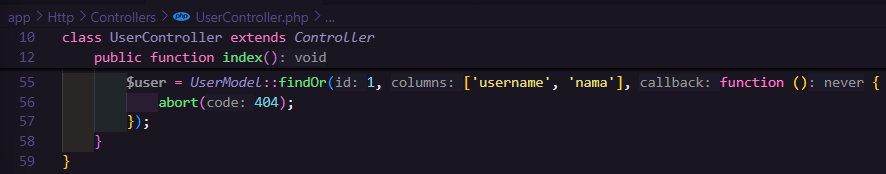 app > Http > Controllers > UserController.php > ...
10 class UserController extends Controller
12 public function index(): void
55 $user = UserModel::findOr(id: 1, columns: ['username', 'nama'], callback: function (): never {
56 abort(code: 404);
57 });
58 }
59 }